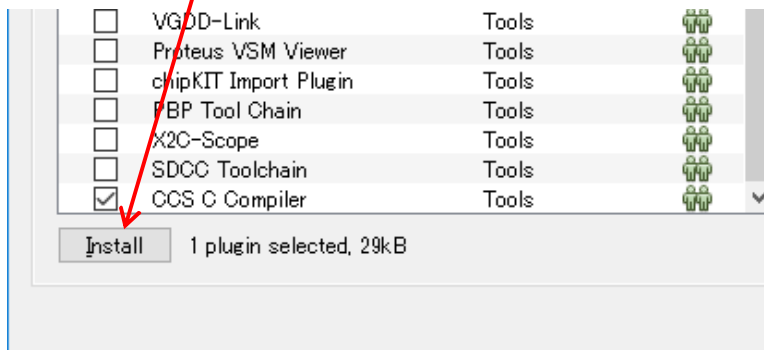 VGDD-Link Tools
Proteus VSM Viewer Tools
chipKIT Import Plugin Tools
PBP Tool Chain Tools
X2C-Scope Tools
SDCC Toolchain Tools
CCS C Compiler Tools
Install 1 plugin selected, 29kB